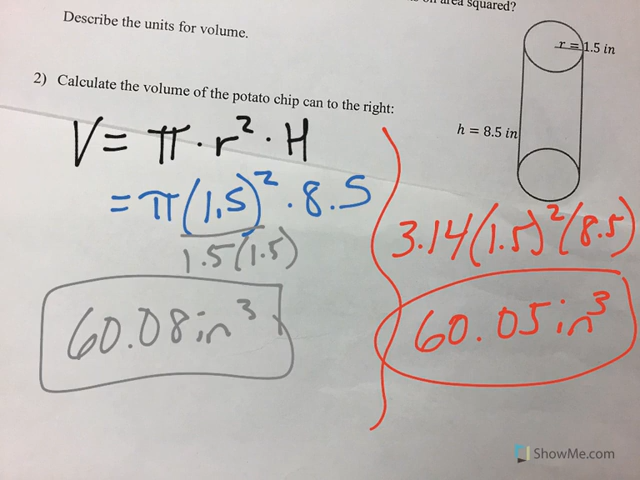 on area squared?
Describe the units for volume.
r = 1.5 in
2) Calculate the volume of the potato chip can to the right:
h = 8.5 in
V = π · r² · H
= π(1.5)² · 8.5
1.5(1.5)
60.08 in³
3.14(1.5)²(8.5)
60.05 in³
ShowMe.com